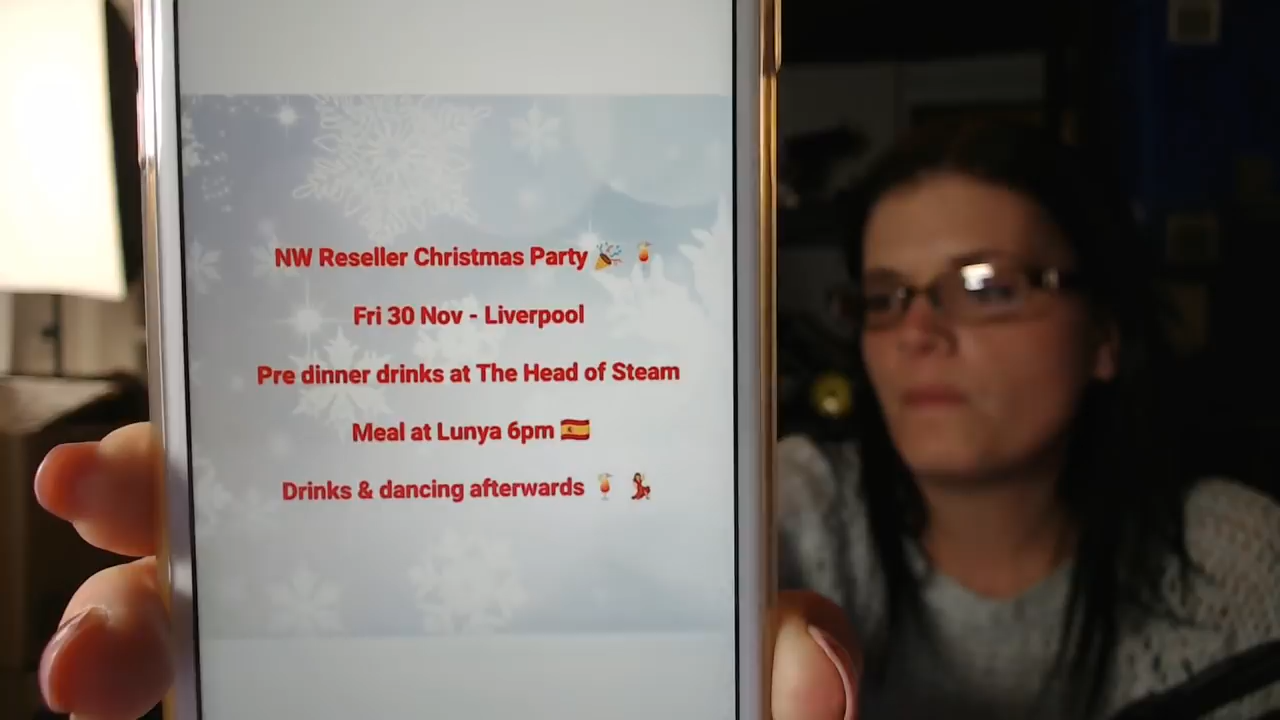 NW Reseller Christmas Party 🎉 🍹
Fri 30 Nov - Liverpool
Pre dinner drinks at The Head of Steam
Meal at Lunya 6pm 🇪🇸
Drinks & dancing afterwards 🍹 💃